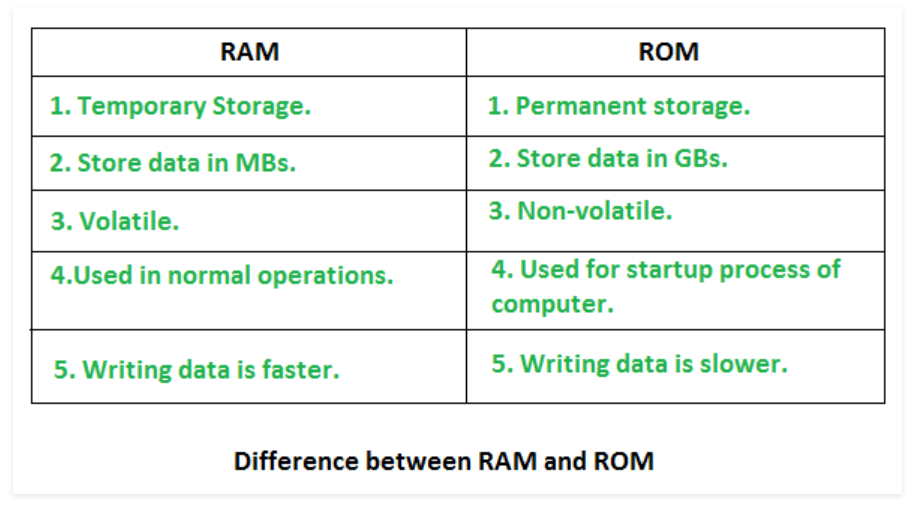 RAM
ROM
1. Temporary Storage.
1. Permanent storage.
2. Store data in MBs.
2. Store data in GBs.
3. Volatile.
3. Non-volatile.
4.Used in normal operations.
4. Used for startup process of
computer.
5. Writing data is faster.
5. Writing data is slower.
Difference between RAM and ROM